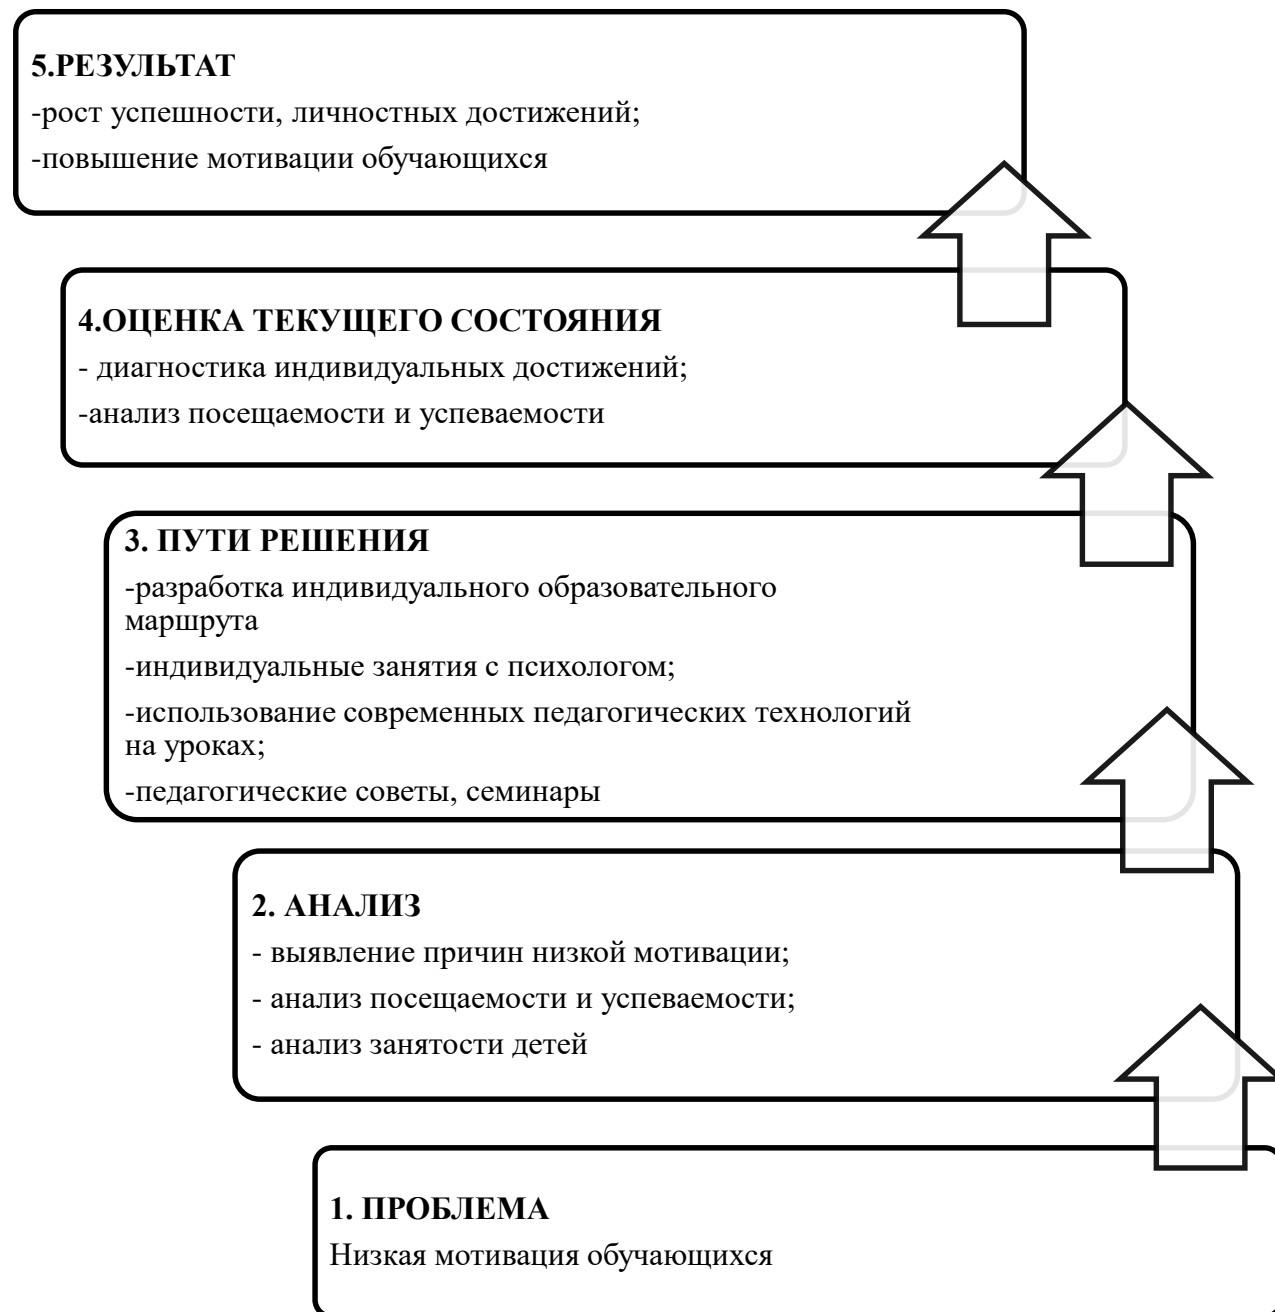 5.РЕЗУЛЬТАТ
-рост успешности, личностных достижений;
-повышение мотивации обучающихся
4.ОЦЕНКА ТЕКУЩЕГО СОСТОЯНИЯ
- диагностика индивидуальных достижений;
-анализ посещаемости и успеваемости
3. ПУТИ РЕШЕНИЯ
-разработка индивидуального образовательного
маршрута
-индивидуальные занятия с психологом;
-использование современных педагогических технологий
на уроках;
-педагогические советы, семинары
2. АНАЛИЗ
- выявление причин низкой мотивации;
- анализ посещаемости и успеваемости;
- анализ занятости детей
1. ПРОБЛЕМА
Низкая мотивация обучающихся